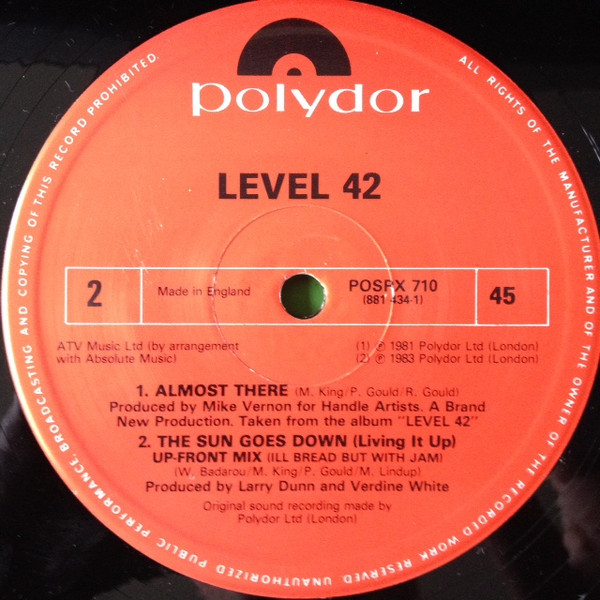 polydor
LEVEL 42
2
Made in England
POSPX 710
(881 434-1)
45
ATV Music Ltd (by arrangement
with Absolute Music)
(1) ℗ 1981 Polydor Ltd (London)
(2) ℗ 1983 Polydor Ltd (London)
1. ALMOST THERE (M. King/P. Gould/R. Gould)
Produced by Mike Vernon for Handle Artists. A Brand
New Production. Taken from the album "LEVEL 42"
2. THE SUN GOES DOWN (Living It Up)
UP-FRONT MIX (ILL BREAD BUT WITH JAM)
(W. Badarou/M. King/P. Gould/M. Lindup)
Produced by Larry Dunn and Verdine White
Original sound recording made by
Polydor Ltd (London)
ALL RIGHTS OF THE MANUFACTURER AND OF THE OWNER OF THE RECORDED WORK RESERVED UNAUTHORIZED PUBLIC PERFORMANCE, BROADCASTING AND COPYING OF THIS RECORD PROHIBITED.